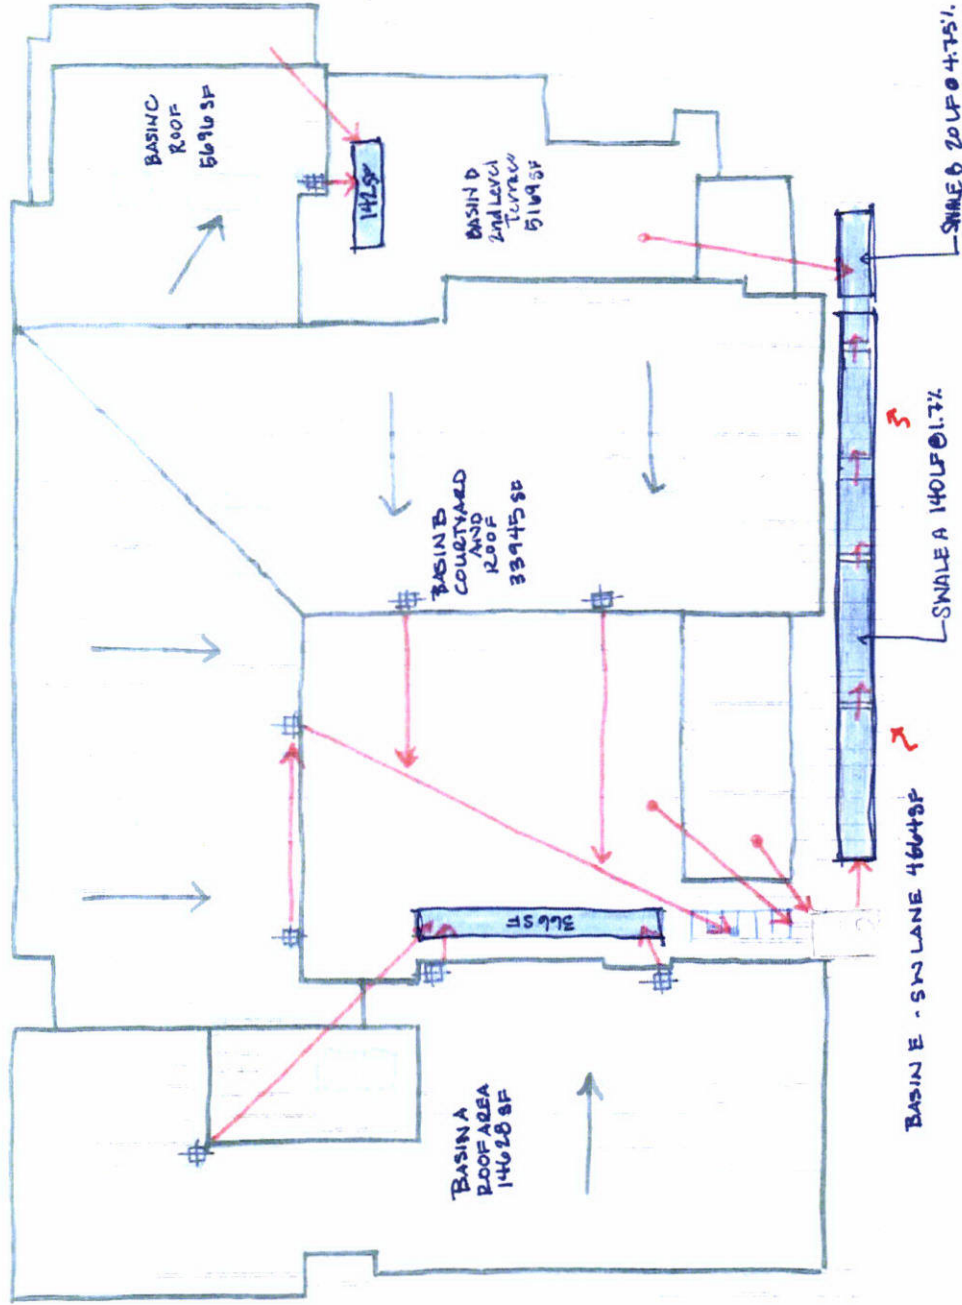 BASIN C
ROOF
5696 SF
142 SF
BASIN D
2nd Level
Terrace
5169 SF
SWALE B 20 LF @ 4.75%
BASIN B
COURTYARD
AND
ROOF
33945 SF
SWALE A 140 LF @ 1.7%
366 SF
BASIN A
ROOF AREA
14628 SF
BASIN E - SW LANE 4664 SF